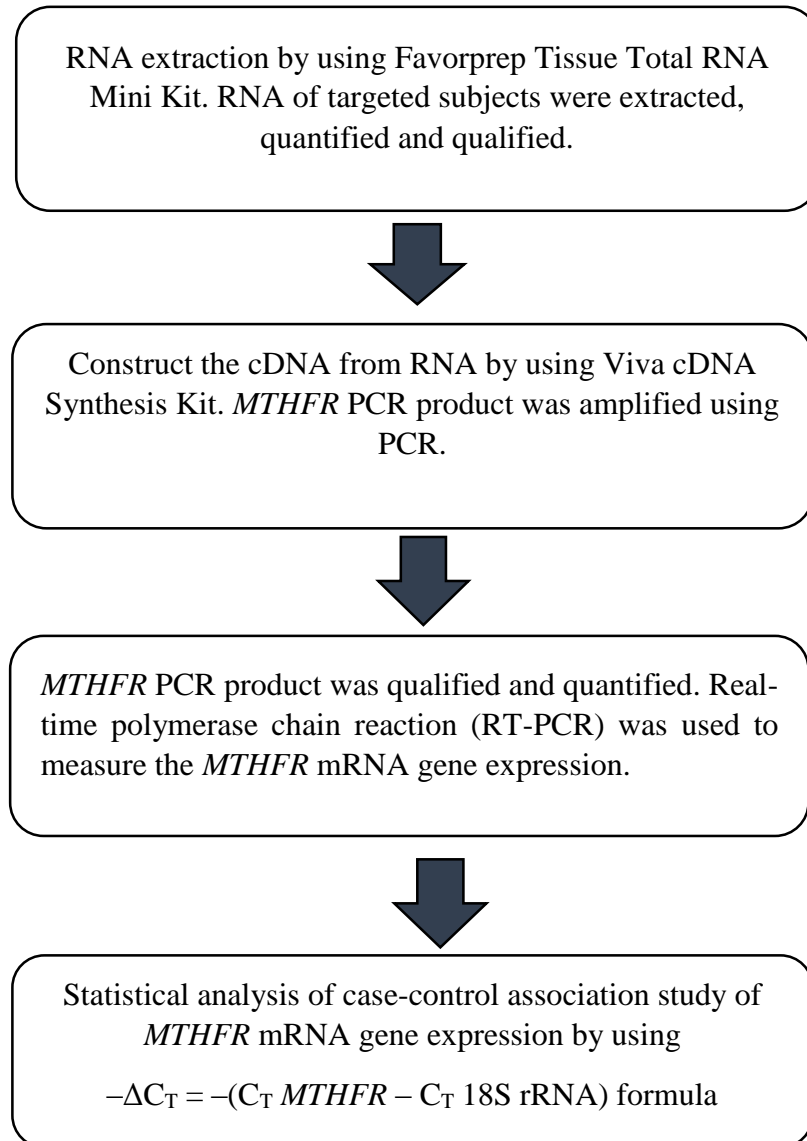 RNA extraction by using Favorprep Tissue Total RNA
Mini Kit. RNA of targeted subjects were extracted,
quantified and qualified.
Construct the cDNA from RNA by using Viva cDNA
Synthesis Kit. MTHFR PCR product was amplified using
PCR.
MTHFR PCR product was qualified and quantified. Real-
time polymerase chain reaction (RT-PCR) was used to
measure the MTHFR mRNA gene expression.
Statistical analysis of case-control association study of
MTHFR mRNA gene expression by using
–ΔCT = –(CT MTHFR – CT 18S rRNA) formula